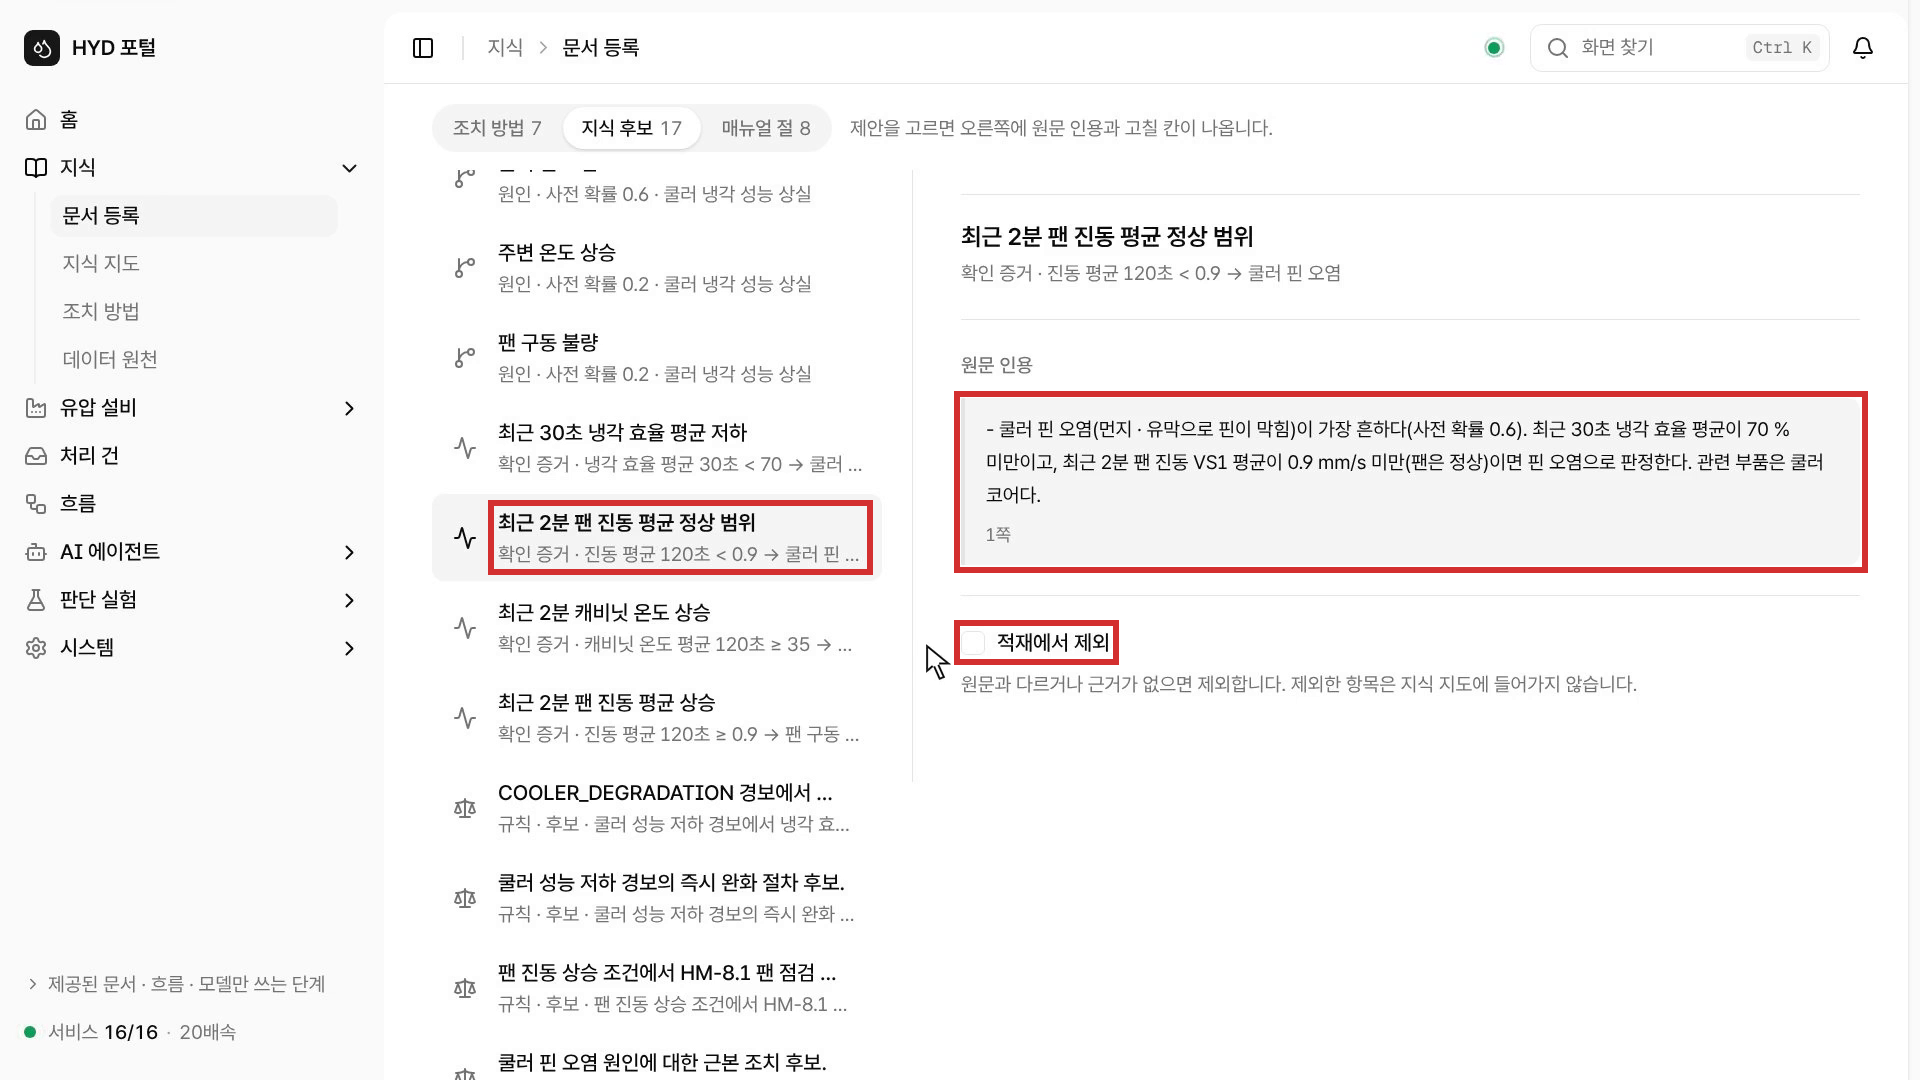 HYD 포털
홈
지식
문서 등록
지식 지도
조치 방법
데이터 원천
유압 설비
처리 건
흐름
AI 에이전트
판단 실험
시스템
제공된 문서 · 흐름 · 모델만 쓰는 단계
서비스 16/16 · 20배속
지식 > 문서 등록
화면 찾기 Ctrl K
조치 방법 7 지식 후보 17 매뉴얼 절 8 제안을 고르면 오른쪽에 원문 인용과 고칠 칸이 나옵니다.
원인 · 사전 확률 0.6 · 쿨러 냉각 성능 상실
주변 온도 상승
원인 · 사전 확률 0.2 · 쿨러 냉각 성능 상실
팬 구동 불량
원인 · 사전 확률 0.2 · 쿨러 냉각 성능 상실
최근 30초 냉각 효율 평균 저하
확인 증거 · 냉각 효율 평균 30초 < 70 → 쿨러 ...
최근 2분 팬 진동 평균 정상 범위
확인 증거 · 진동 평균 120초 < 0.9 → 쿨러 핀 ...
최근 2분 캐비닛 온도 상승
확인 증거 · 캐비닛 온도 평균 120초 ≥ 35 → ...
최근 2분 팬 진동 평균 상승
확인 증거 · 진동 평균 120초 ≥ 0.9 → 팬 구동 ...
COOLER_DEGRADATION 경보에서 ...
규칙 · 후보 · 쿨러 성능 저하 경보에서 냉각 효...
쿨러 성능 저하 경보의 즉시 완화 절차 후보.
규칙 · 후보 · 쿨러 성능 저하 경보의 즉시 완화 ...
팬 진동 상승 조건에서 HM-8.1 팬 점검 ...
규칙 · 후보 · 팬 진동 상승 조건에서 HM-8.1 ...
쿨러 핀 오염 원인에 대한 근본 조치 후보.
최근 2분 팬 진동 평균 정상 범위
확인 증거 · 진동 평균 120초 < 0.9 → 쿨러 핀 오염
원문 인용
- 쿨러 핀 오염(먼지 · 유막으로 핀이 막힘)이 가장 흔하다(사전 확률 0.6). 최근 30초 냉각 효율 평균이 70 %
미만이고, 최근 2분 팬 진동 VS1 평균이 0.9 mm/s 미만(팬은 정상)이면 핀 오염으로 판정한다. 관련 부품은 쿨러
코어다.
1쪽
적재에서 제외
원문과 다르거나 근거가 없으면 제외합니다. 제외한 항목은 지식 지도에 들어가지 않습니다.